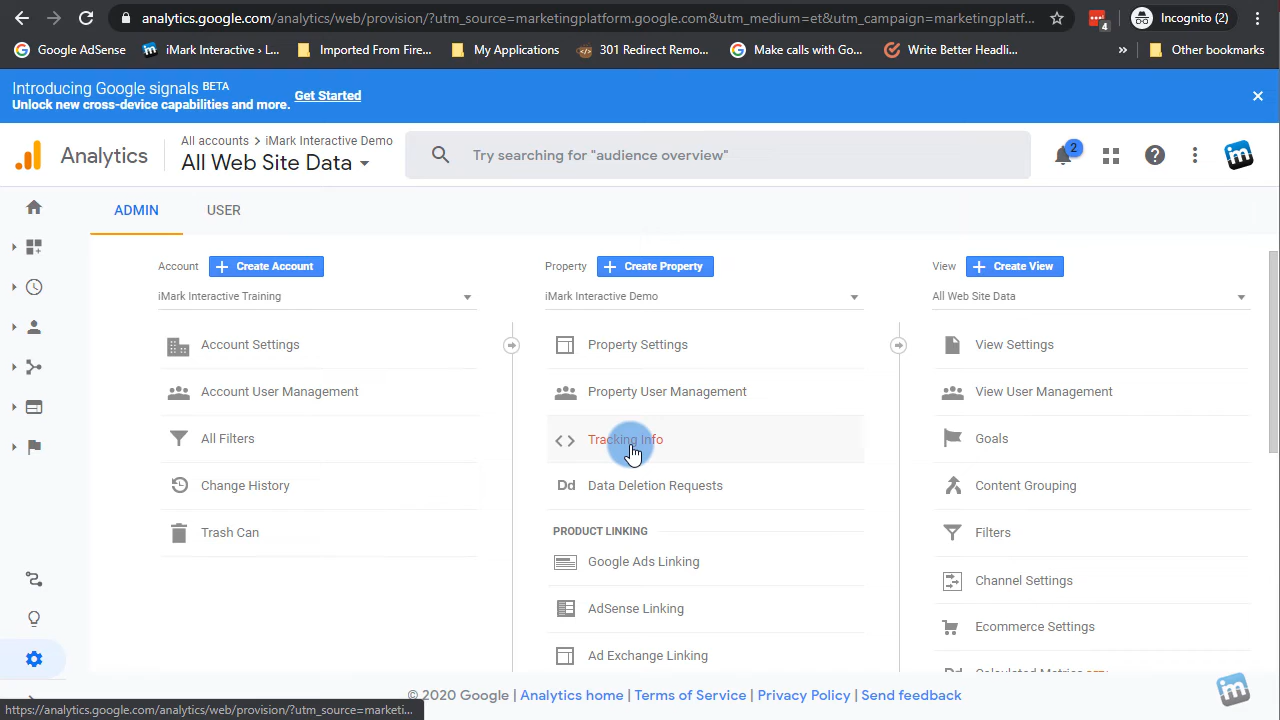 analytics.google.com/analytics/web/provision/?utm_source=marketingplatform.google.com&utm_medium=et&utm_campaign=marketingplatf...
4
Incognito (2)
Google AdSense
iMark Interactive › L...
Imported From Fire...
My Applications
301 Redirect Remo...
Make calls with Go...
Write Better Headli...
»
Other bookmarks
Introducing Google signals BETA
Unlock new cross-device capabilities and more. Get Started
All accounts > iMark Interactive Demo
Analytics
All Web Site Data
Try searching for "audience overview"
2
im
ADMIN
USER
Account
+ Create Account
Property
+ Create Property
View
+ Create View
iMark Interactive Training
iMark Interactive Demo
All Web Site Data
Account Settings
Property Settings
View Settings
Account User Management
Property User Management
View User Management
All Filters
Tracking Info
Goals
Change History
Dd Data Deletion Requests
Content Grouping
Trash Can
PRODUCT LINKING
Filters
Google Ads Linking
Channel Settings
AdSense Linking
Ecommerce Settings
Ad Exchange Linking
Dd Calculated Metrics
© 2020 Google | Analytics home | Terms of Service | Privacy Policy | Send feedback
im
https://analytics.google.com/analytics/web/provision/?utm_source=marketi...